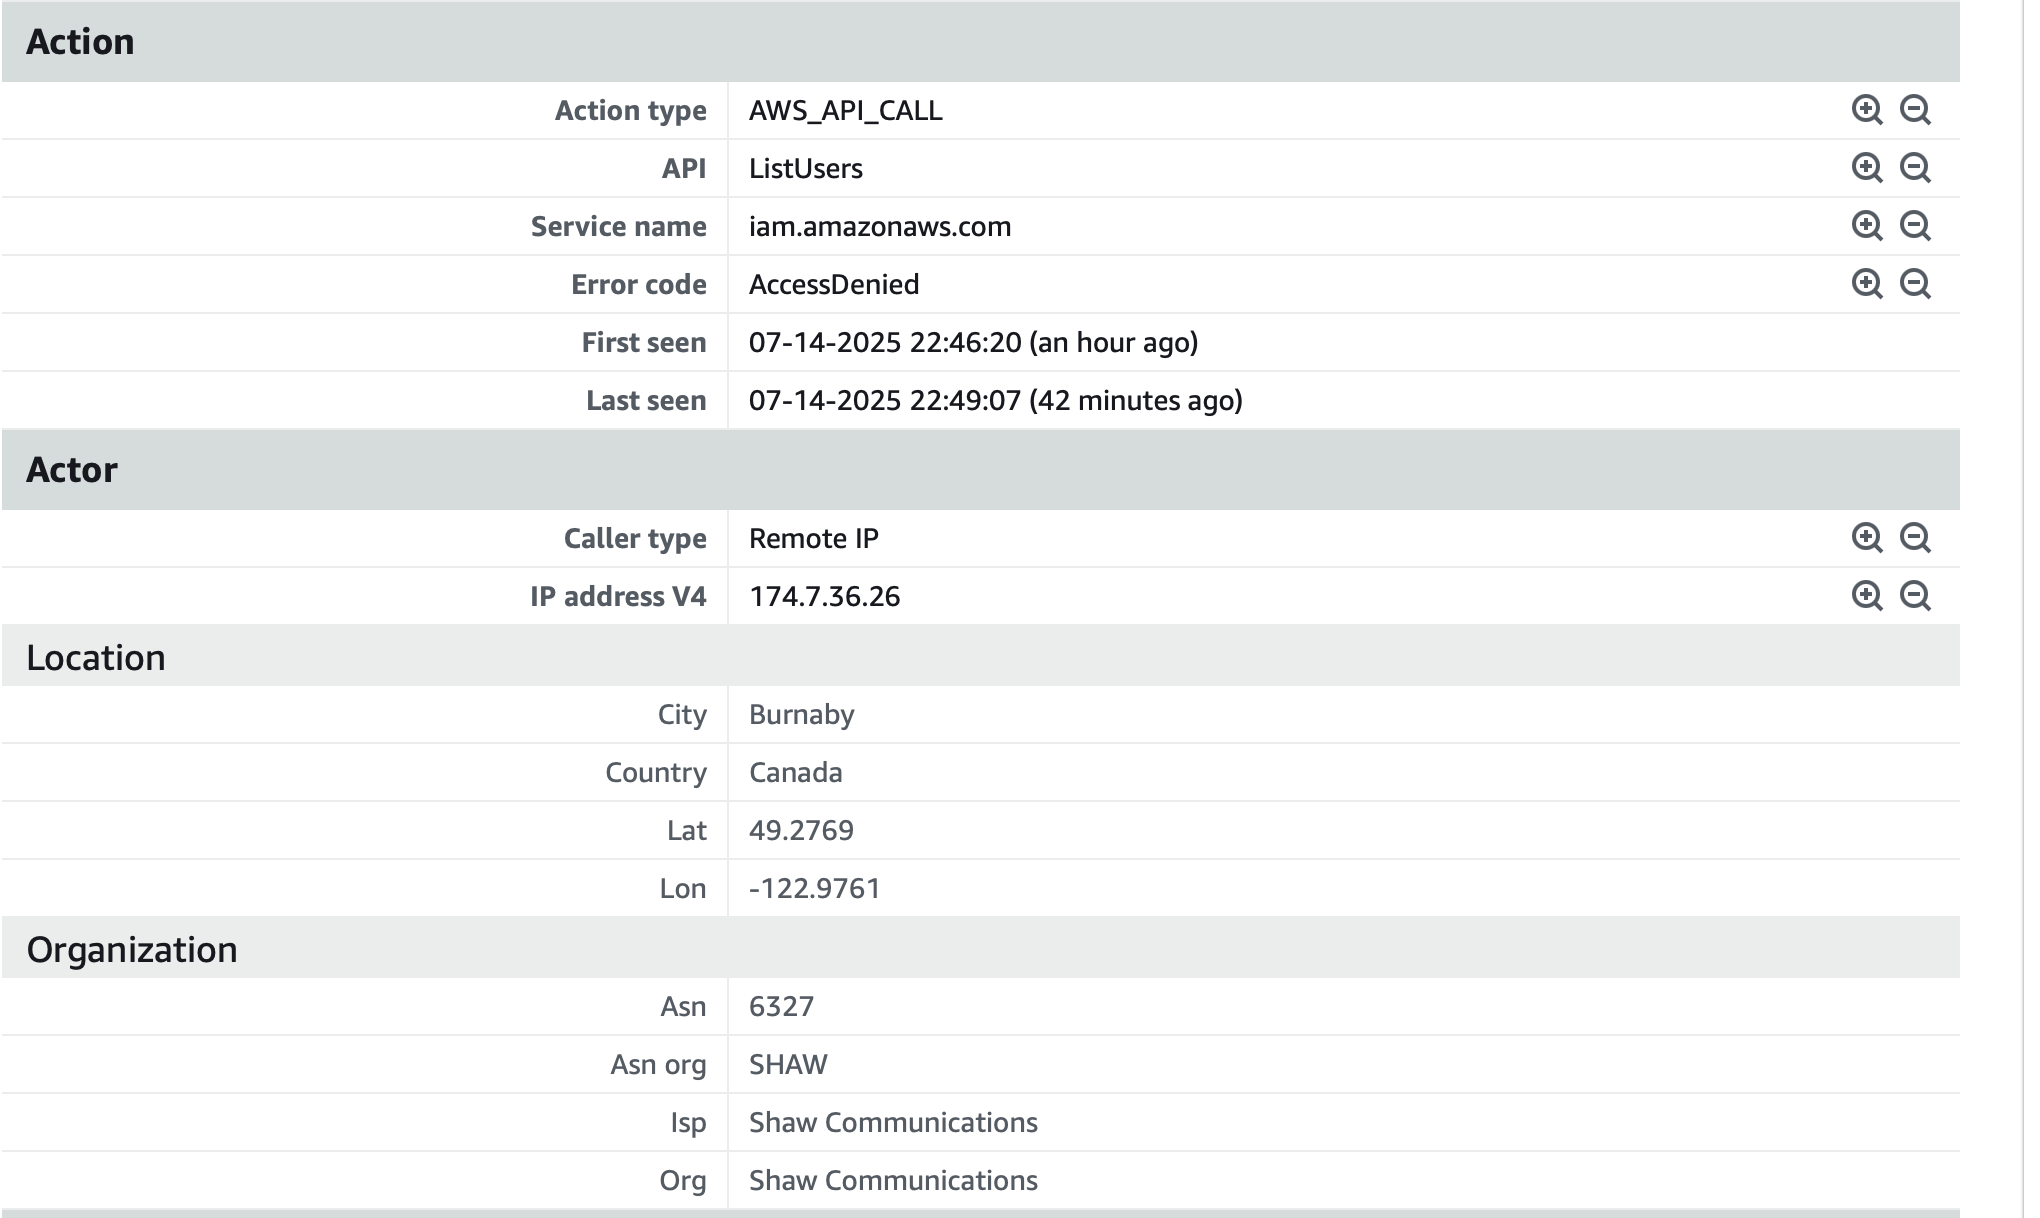 Action
Action type AWS_API_CALL
API ListUsers
Service name iam.amazonaws.com
Error code AccessDenied
First seen 07-14-2025 22:46:20 (an hour ago)
Last seen 07-14-2025 22:49:07 (42 minutes ago)
Actor
Caller type Remote IP
IP address V4 174.7.36.26
Location
City Burnaby
Country Canada
Lat 49.2769
Lon -122.9761
Organization
Asn 6327
Asn org SHAW
Isp Shaw Communications
Org Shaw Communications